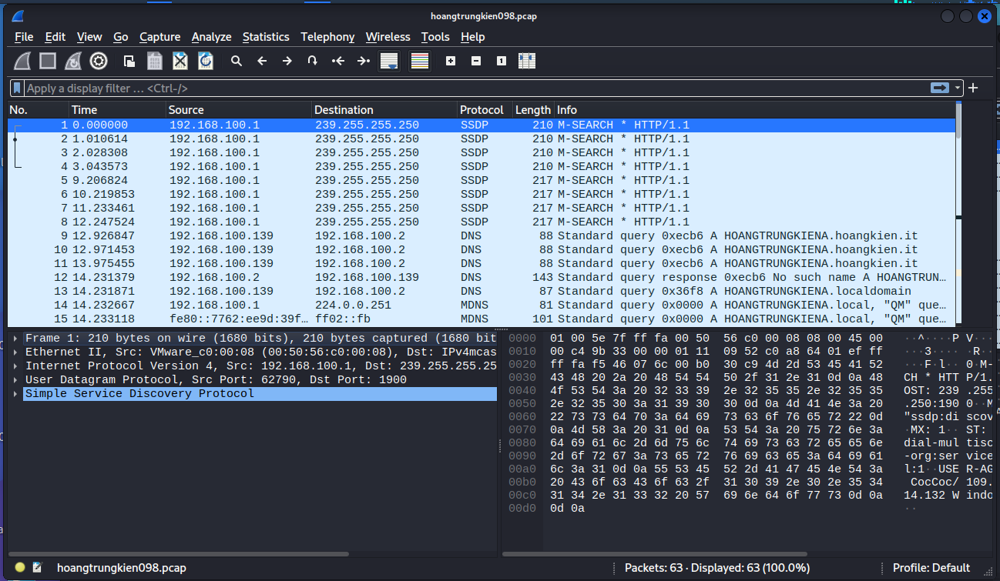 hoangtrungkien098.pcap
File Edit View Go Capture Analyze Statistics Telephony Wireless Tools Help
Apply a display filter … <Ctrl-/>
No. Time Source Destination Protocol Length Info
1 0.000000 192.168.100.1 239.255.255.250 SSDP 210 M-SEARCH * HTTP/1.1
2 1.010614 192.168.100.1 239.255.255.250 SSDP 210 M-SEARCH * HTTP/1.1
3 2.028308 192.168.100.1 239.255.255.250 SSDP 210 M-SEARCH * HTTP/1.1
4 3.043573 192.168.100.1 239.255.255.250 SSDP 210 M-SEARCH * HTTP/1.1
5 9.206824 192.168.100.1 239.255.255.250 SSDP 217 M-SEARCH * HTTP/1.1
6 10.219853 192.168.100.1 239.255.255.250 SSDP 217 M-SEARCH * HTTP/1.1
7 11.233461 192.168.100.1 239.255.255.250 SSDP 217 M-SEARCH * HTTP/1.1
8 12.247524 192.168.100.1 239.255.255.250 SSDP 217 M-SEARCH * HTTP/1.1
9 12.926847 192.168.100.139 192.168.100.2 DNS 88 Standard query 0xecb6 A HOANGTRUNGKIENA.hoangkien.it
10 12.971453 192.168.100.139 192.168.100.2 DNS 88 Standard query 0xecb6 A HOANGTRUNGKIENA.hoangkien.it
11 13.975455 192.168.100.139 192.168.100.2 DNS 88 Standard query 0xecb6 A HOANGTRUNGKIENA.hoangkien.it
12 14.231379 192.168.100.2 192.168.100.139 DNS 143 Standard query response 0xecb6 No such name A HOANGTRUN…
13 14.231871 192.168.100.139 192.168.100.2 DNS 87 Standard query 0x36f8 A HOANGTRUNGKIENA.localdomain
14 14.232667 192.168.100.1 224.0.0.251 MDNS 81 Standard query 0x0000 A HOANGTRUNGKIENA.local, "QM" que…
15 14.233118 fe80::7762:ee9d:39f… ff02::fb MDNS 101 Standard query 0x0000 A HOANGTRUNGKIENA.local, "QM" que…
Frame 1: 210 bytes on wire (1680 bits), 210 bytes captured (1680 bit
Ethernet II, Src: VMware_c0:00:08 (00:50:56:c0:00:08), Dst: IPv4mcas
Internet Protocol Version 4, Src: 192.168.100.1, Dst: 239.255.255.25
User Datagram Protocol, Src Port: 62790, Dst Port: 1900
Simple Service Discovery Protocol
0000 01 00 5e 7f ff fa 00 50 56 c0 00 08 08 00 45 00 ··^····P V···
0010 00 c4 9b 33 00 00 01 11 09 52 c0 a8 64 01 ef ff ···3···· ·R··
0020 ff fa f5 46 07 6c 00 b0 30 c9 4d 2d 53 45 41 52 ···F·l·· 0·M-
0030 43 48 20 2a 20 48 54 54 50 2f 31 2e 31 0d 0a 48 CH * HTT P/1.
0040 4f 53 54 3a 20 32 33 39 2e 32 35 35 2e 32 35 35 OST: 239 .255
0050 2e 32 35 30 3a 31 39 30 30 0d 0a 4d 41 4e 3a 20 .250:190 0··M
0060 22 73 73 64 70 3a 64 69 73 63 6f 76 65 72 22 0d "ssdp:di scov
0070 0a 4d 58 3a 20 31 0d 0a 53 54 3a 20 75 72 6e 3a ·MX: 1·· ST:
0080 64 69 61 6c 2d 6d 75 6c 74 69 73 63 72 65 65 6e dial-mul tisc
0090 2d 6f 72 67 3a 73 65 72 76 69 63 65 3a 64 69 61 -org:ser vice
00a0 6c 3a 31 0d 0a 55 53 45 52 2d 41 47 45 4e 54 3a l:1··USE R-AG
00b0 20 43 6f 63 43 6f 63 2f 31 30 39 2e 30 2e 35 34 CocCoc/ 109.
00c0 31 34 2e 31 33 32 20 57 69 6e 64 6f 77 73 0d 0a 14.132 W indo
00d0 0d 0a ··
hoangtrungkien098.pcap Packets: 63 · Displayed: 63 (100.0%) Profile: Default